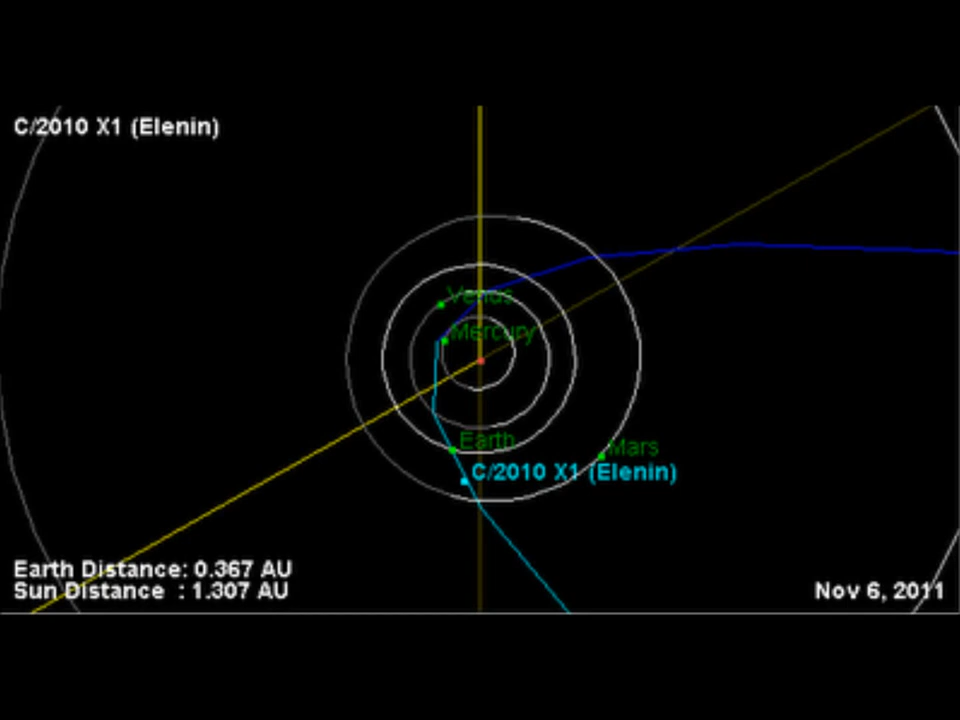 C/2010 X1 (Elenin)
Venus
Mercury
Earth
Mars
C/2010 X1 (Elenin)
Earth Distance: 0.367 AU
Sun Distance : 1.307 AU
Nov 6, 2011